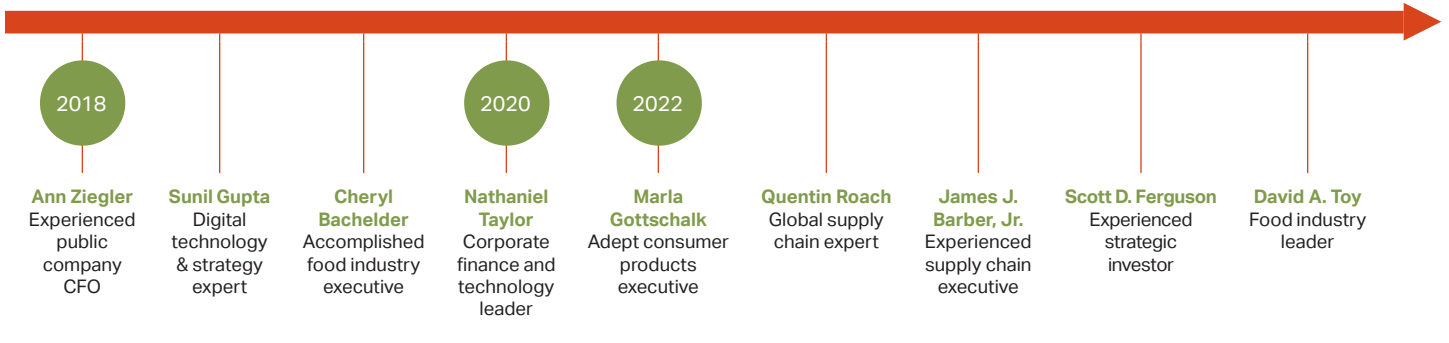 2018
Ann Ziegler
Experienced
public
company
CFO
Sunil Gupta
Digital
technology
& strategy
expert
Cheryl
Bachelder
Accomplished
food industry
executive
2020
Nathaniel
Taylor
Corporate
finance and
technology
leader
2022
Marla
Gottschalk
Adept consumer
products
executive
Quentin Roach
Global supply
chain expert
James J.
Barber, Jr.
Experienced
supply chain
executive
Scott D. Ferguson
Experienced
strategic
investor
David A. Toy
Food industry
leader